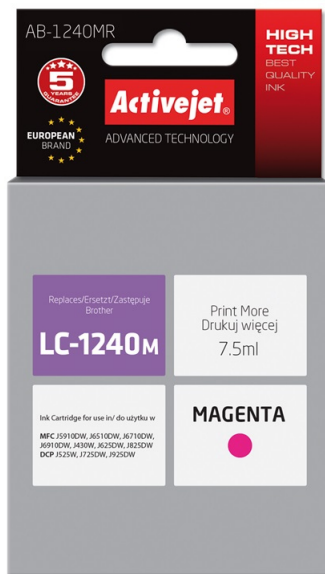 AB-1240MR
HIGH
TECH
BEST
QUALITY
INK
5
YEARS
GUARANTEE
Activejet®
EUROPEAN
BRAND
ADVANCED TECHNOLOGY
Replaces/Ersetzt/Zastępuje
Brother
LC-1240M
Print More
Drukuj więcej
7.5ml
Ink Cartridge for use in/ do użytku w
MFC J5910DW, J6510DW, J6710DW,
J6910DW, J430W, J625DW, J825DW
DCP J525W, J725DW, J925DW
MAGENTA